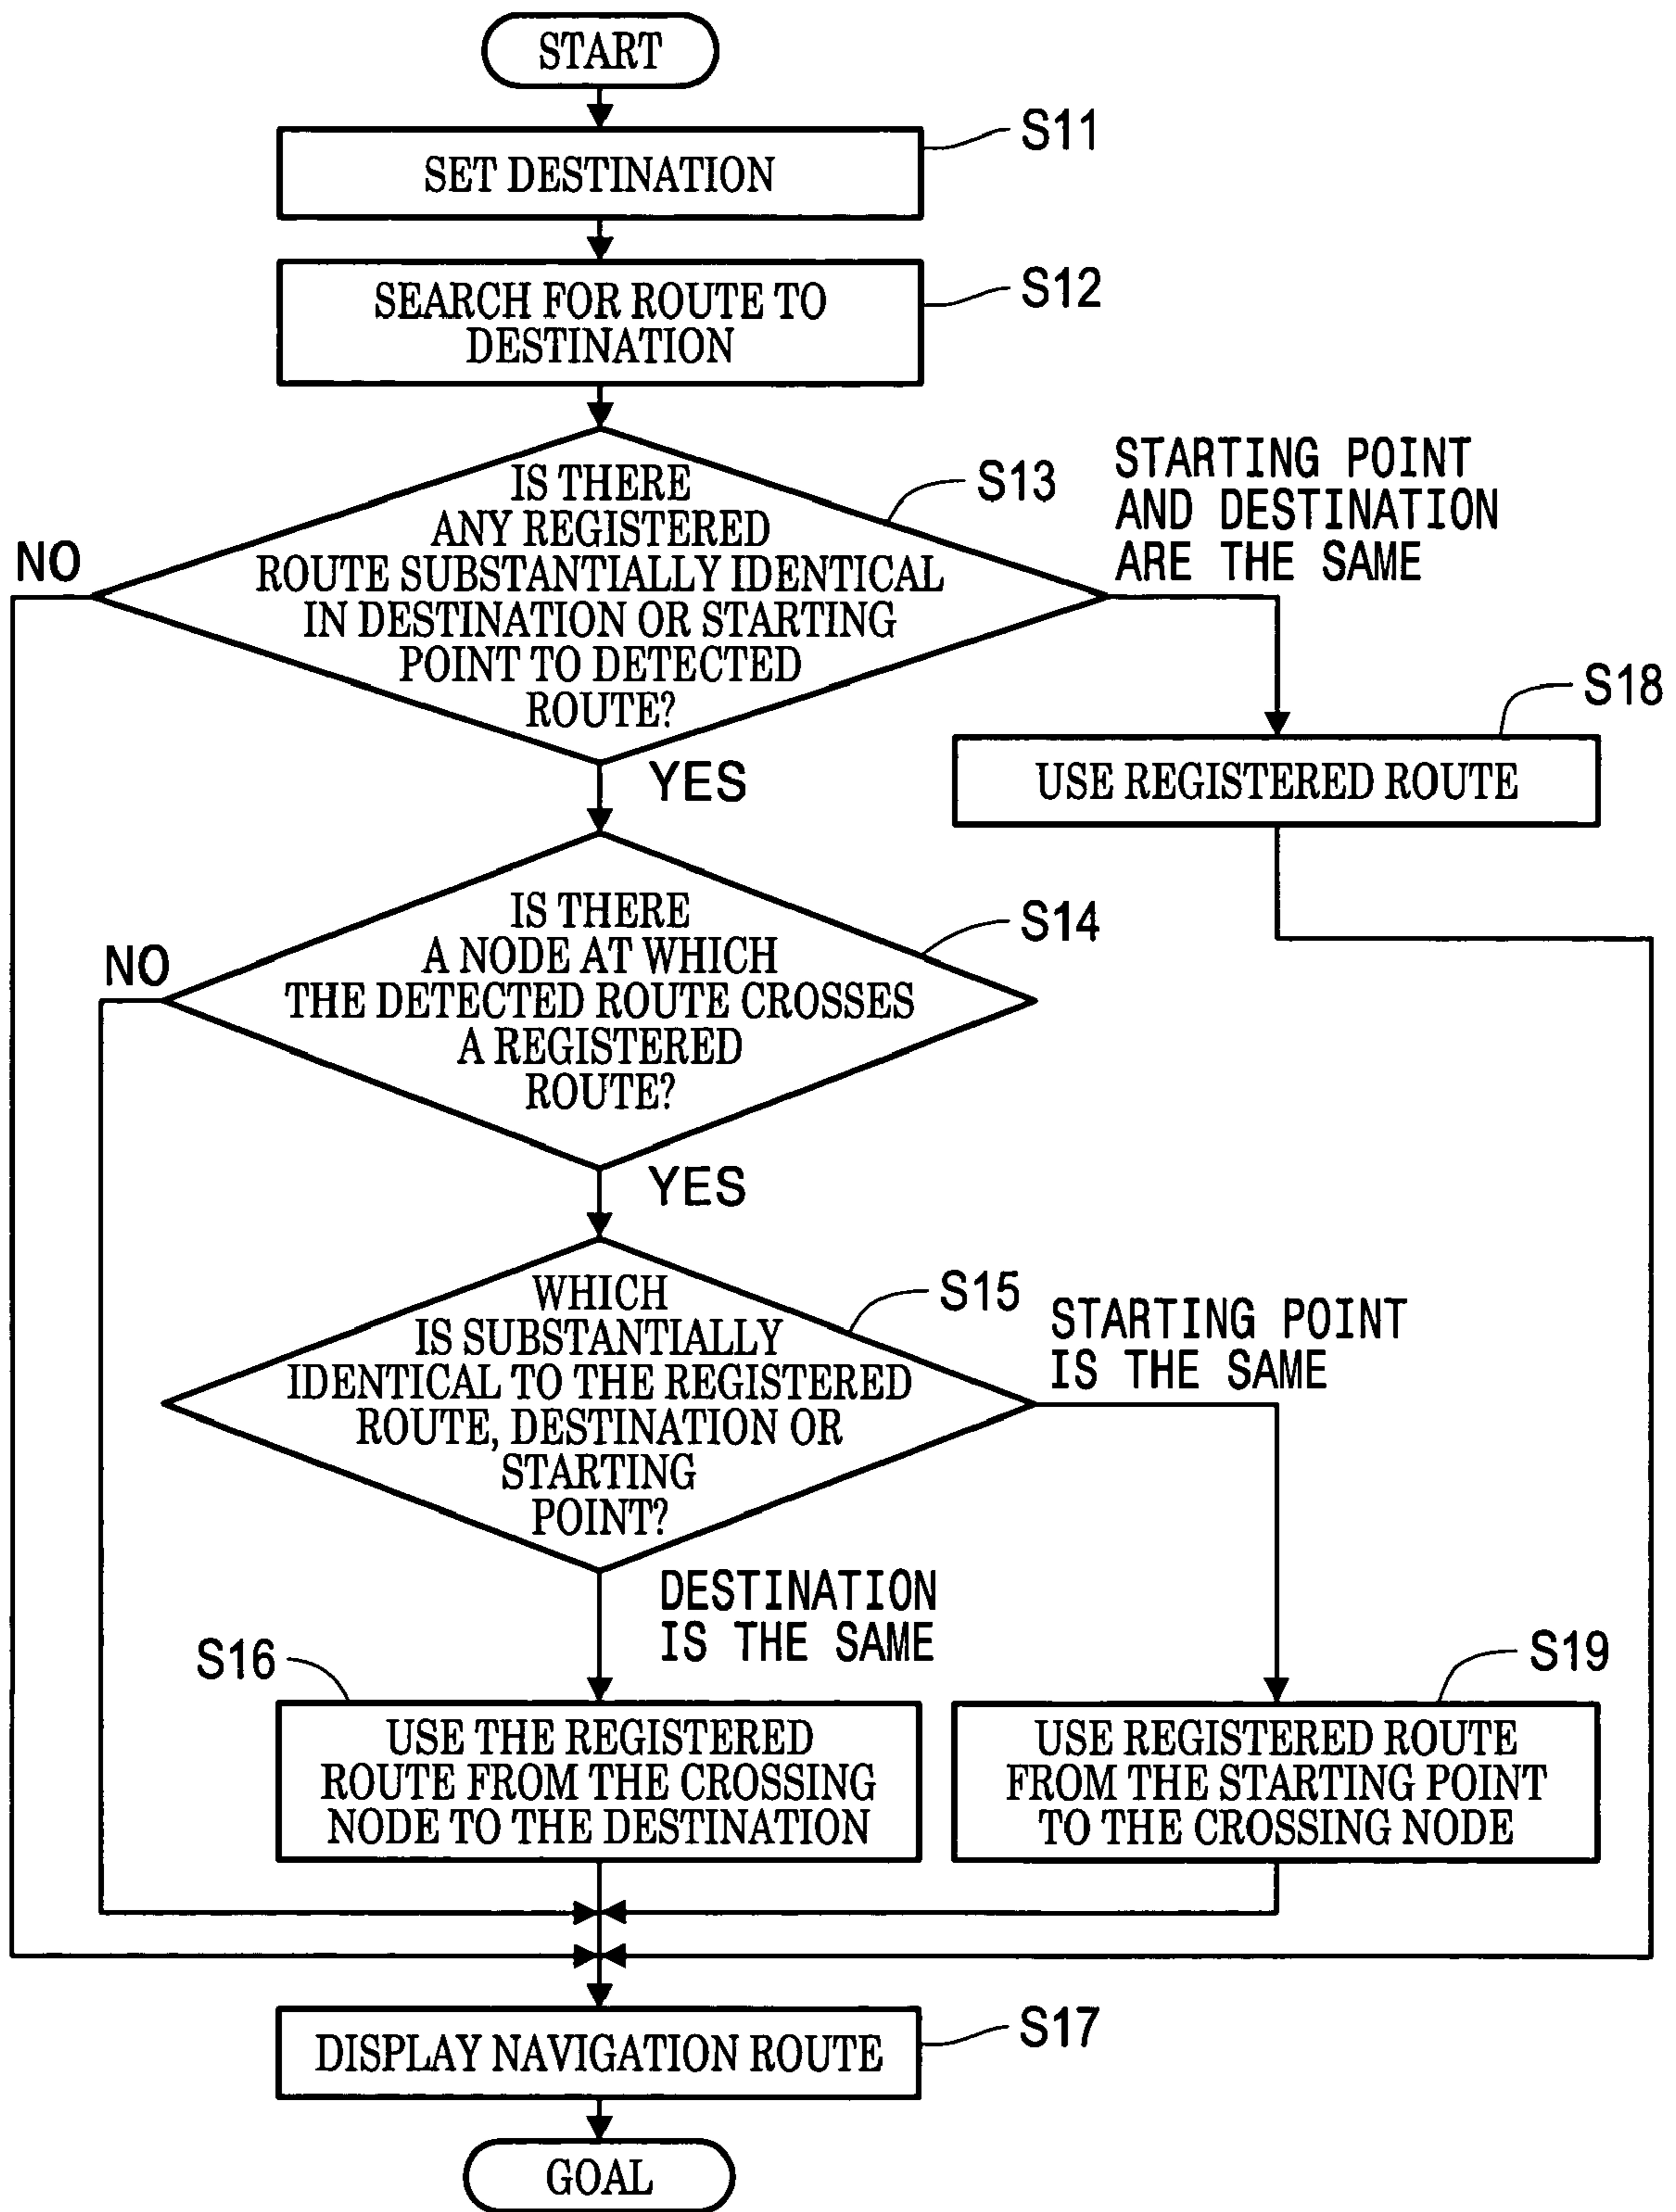 START
S11
SET DESTINATION
S12
SEARCH FOR ROUTE TO
DESTINATION
S13
IS THERE
ANY REGISTERED
ROUTE SUBSTANTIALLY IDENTICAL
IN DESTINATION OR STARTING
POINT TO DETECTED
ROUTE?
NO
STARTING POINT
AND DESTINATION
ARE THE SAME
S18
USE REGISTERED ROUTE
YES
S14
IS THERE
A NODE AT WHICH
THE DETECTED ROUTE CROSSES
A REGISTERED
ROUTE?
NO
YES
S15
WHICH
IS SUBSTANTIALLY
IDENTICAL TO THE REGISTERED
ROUTE, DESTINATION OR
STARTING
POINT?
STARTING POINT
IS THE SAME
DESTINATION
IS THE SAME
S16
USE THE REGISTERED
ROUTE FROM THE CROSSING
NODE TO THE DESTINATION
S19
USE REGISTERED ROUTE
FROM THE STARTING POINT
TO THE CROSSING NODE
S17
DISPLAY NAVIGATION ROUTE
GOAL